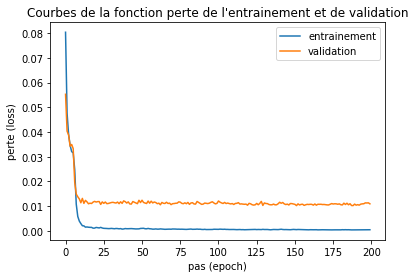 Courbes de la fonction perte de l'entrainement et de validation
entrainement
validation
perte (loss)
0.08
0.07
0.06
0.05
0.04
0.03
0.02
0.01
0.00
0 25 50 75 100 125 150 175 200
pas (epoch)